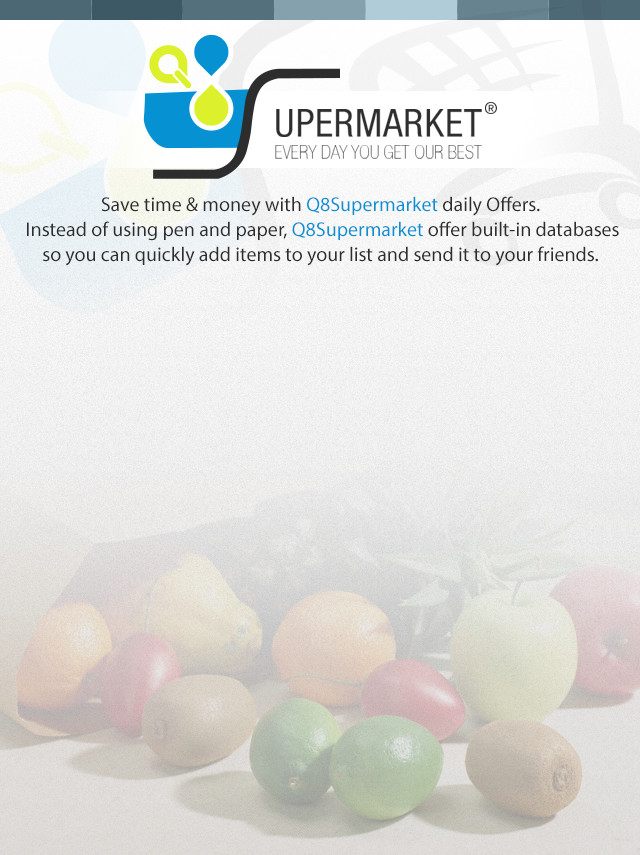 UPERMARKET®
EVERY DAY YOU GET OUR BEST
Save time & money with Q8Supermarket daily Offers.
Instead of using pen and paper, Q8Supermarket offer built-in databases
so you can quickly add items to your list and send it to your friends.